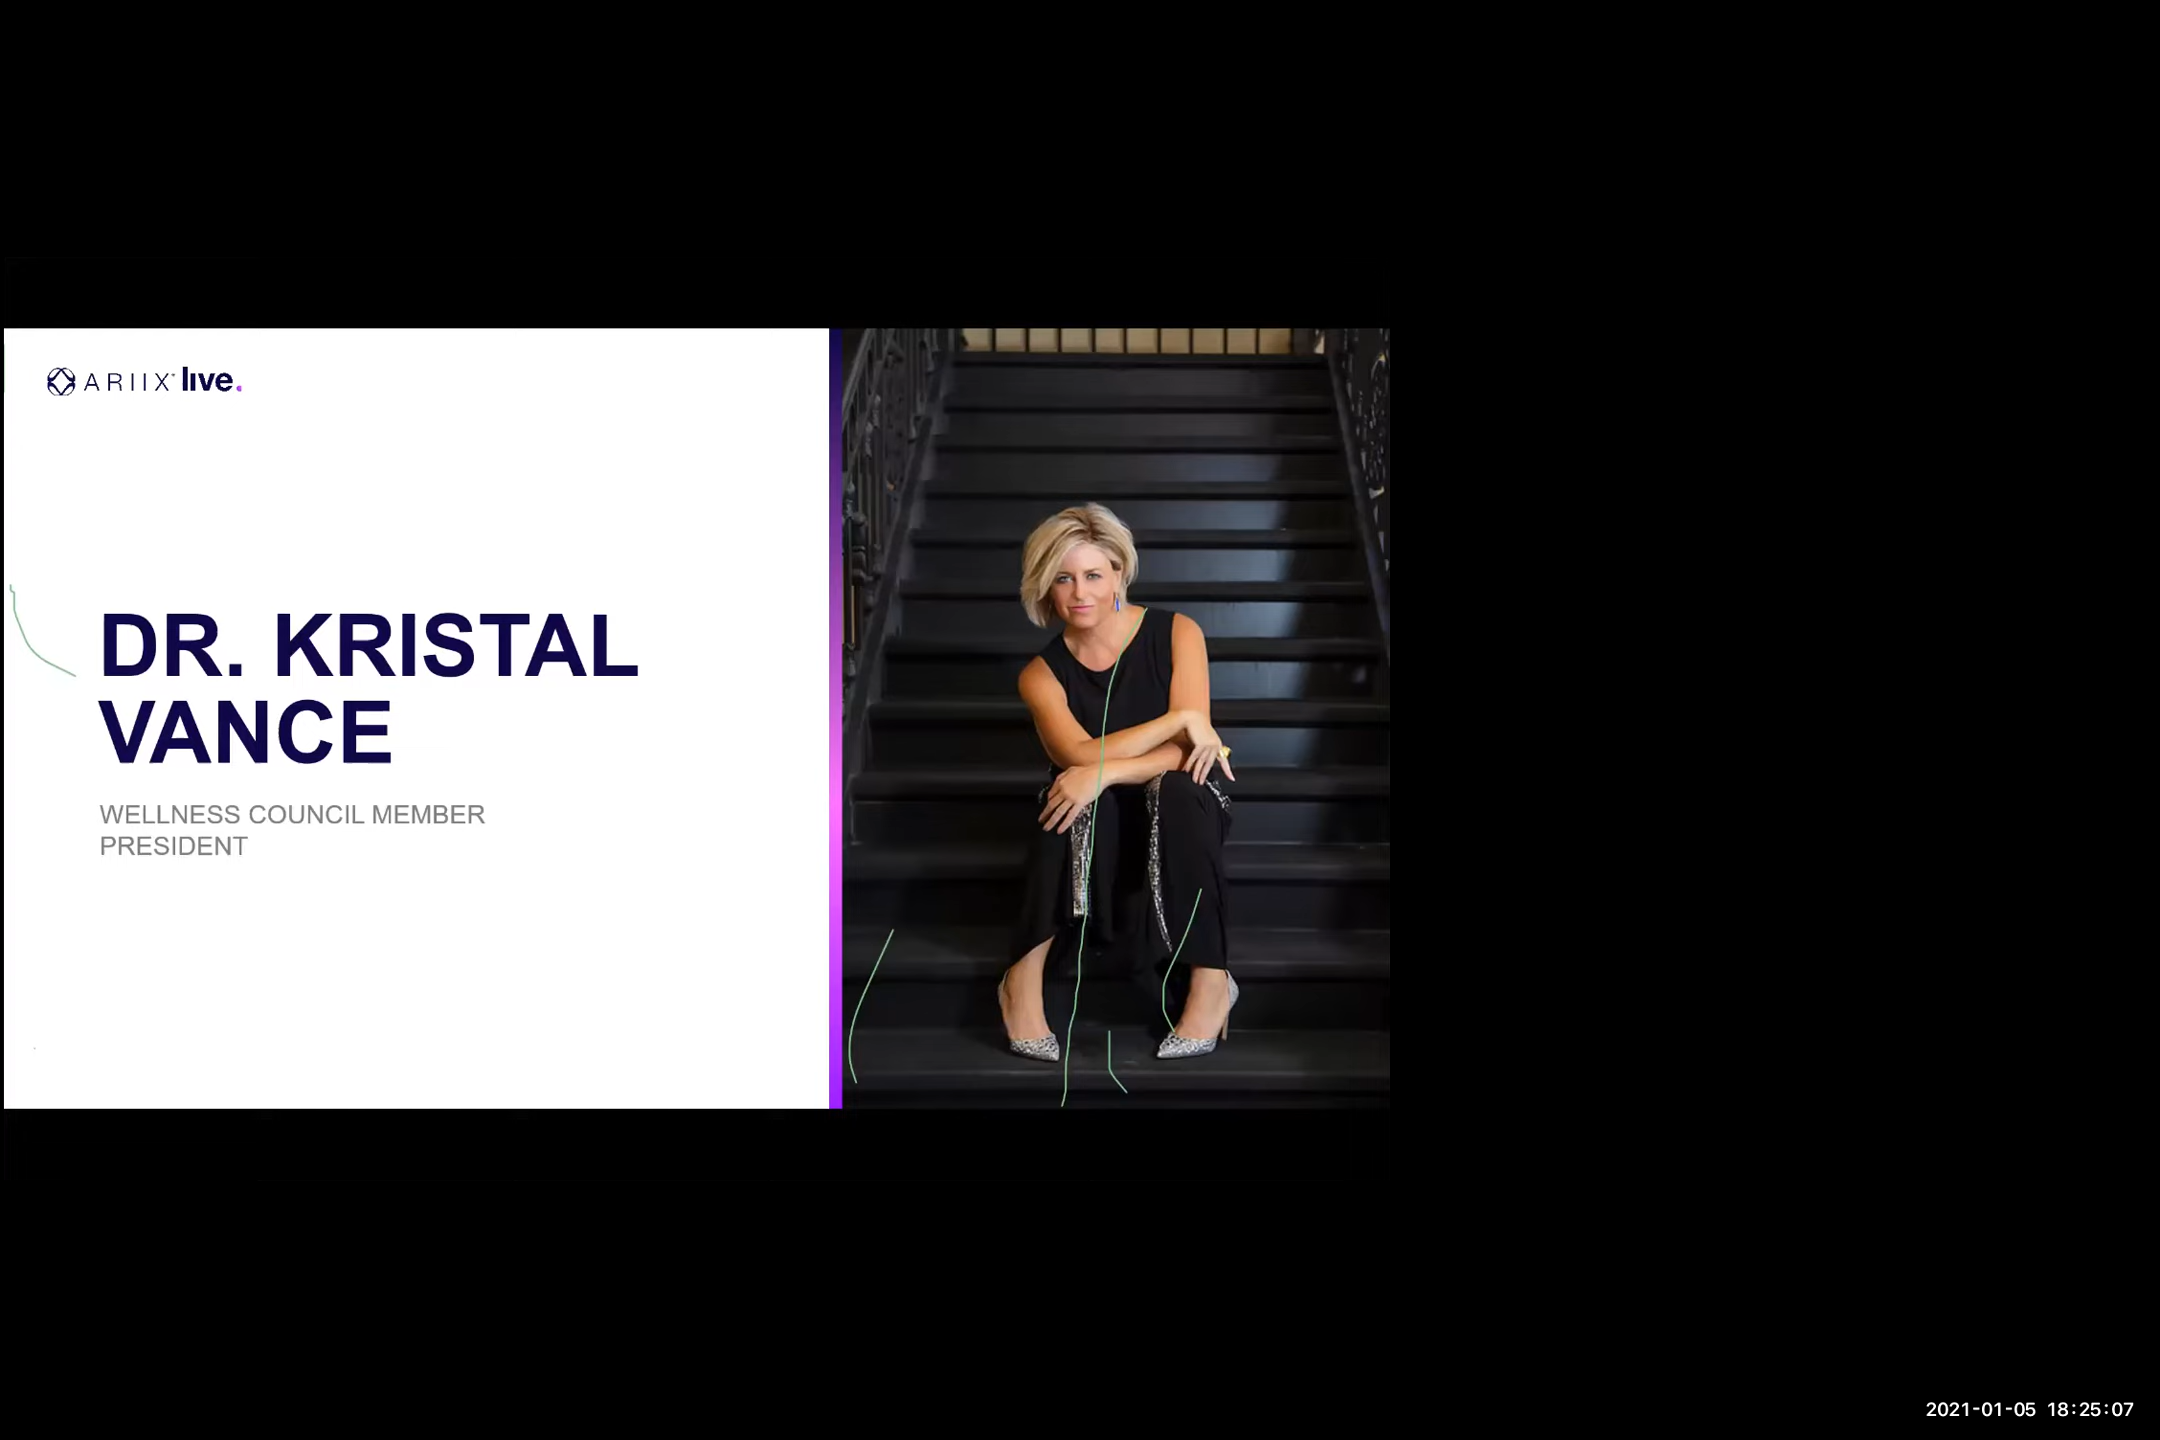 ARIIX live.
DR. KRISTAL
VANCE
WELLNESS COUNCIL MEMBER
PRESIDENT
2021-01-05 18:25:07